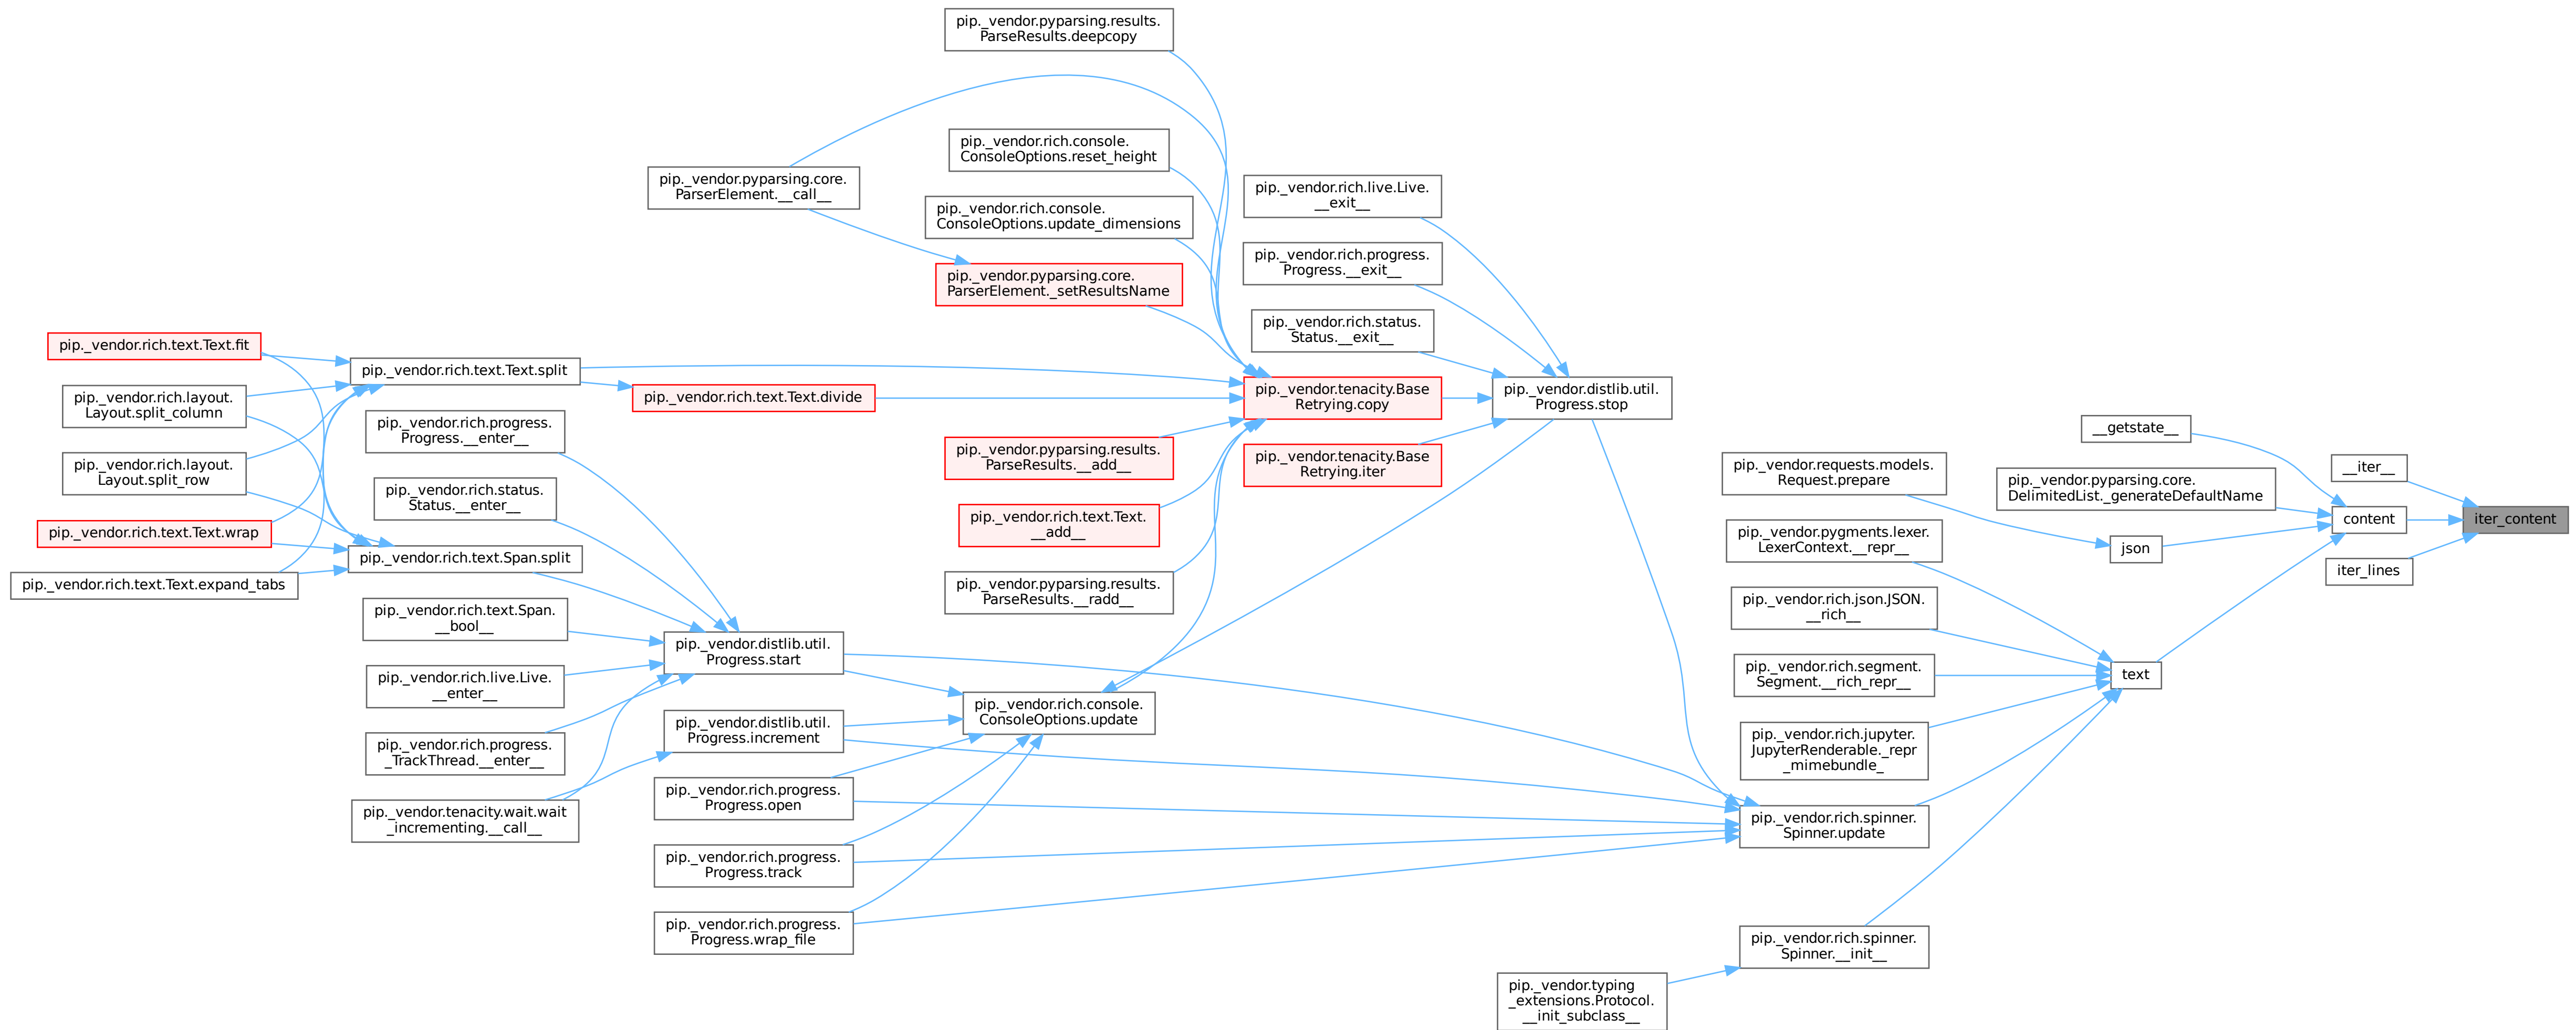 pip._vendor.pyparsing.results.
ParseResults.deepcopy
pip._vendor.rich.console.
ConsoleOptions.reset_height
pip._vendor.pyparsing.core.
ParserElement.__call__
pip._vendor.rich.live.Live.
__exit__
pip._vendor.rich.console.
ConsoleOptions.update_dimensions
pip._vendor.rich.progress.
Progress.__exit__
pip._vendor.pyparsing.core.
ParserElement._setResultsName
pip._vendor.rich.status.
Status.__exit__
pip._vendor.rich.text.Text.fit
pip._vendor.rich.text.Text.split
pip._vendor.rich.layout.
Layout.split_column
pip._vendor.rich.text.Text.divide
pip._vendor.tenacity.Base
Retrying.copy
pip._vendor.distlib.util.
Progress.stop
pip._vendor.rich.progress.
Progress.__enter__
__getstate__
pip._vendor.rich.layout.
Layout.split_row
pip._vendor.pyparsing.results.
ParseResults.__add__
pip._vendor.tenacity.Base
Retrying.iter
pip._vendor.requests.models.
Request.prepare
__iter__
pip._vendor.pyparsing.core.
DelimitedList._generateDefaultName
pip._vendor.rich.status.
Status.__enter__
pip._vendor.rich.text.Text.wrap
pip._vendor.rich.text.Text.
__add__
content
iter_content
pip._vendor.pygments.lexer.
LexerContext.__repr__
json
pip._vendor.rich.text.Span.split
iter_lines
pip._vendor.rich.text.Text.expand_tabs
pip._vendor.pyparsing.results.
ParseResults.__radd__
pip._vendor.rich.json.JSON.
__rich__
pip._vendor.rich.text.Span.
__bool__
pip._vendor.distlib.util.
Progress.start
pip._vendor.rich.segment.
Segment.__rich_repr__
text
pip._vendor.rich.live.Live.
__enter__
pip._vendor.rich.console.
ConsoleOptions.update
pip._vendor.distlib.util.
Progress.increment
pip._vendor.rich.jupyter.
JupyterRenderable._repr
_mimebundle_
pip._vendor.rich.progress.
_TrackThread.__enter__
pip._vendor.rich.progress.
Progress.open
pip._vendor.tenacity.wait.wait
_incrementing.__call__
pip._vendor.rich.spinner.
Spinner.update
pip._vendor.rich.progress.
Progress.track
pip._vendor.rich.progress.
Progress.wrap_file
pip._vendor.rich.spinner.
Spinner.__init__
pip._vendor.typing
_extensions.Protocol.
__init_subclass__